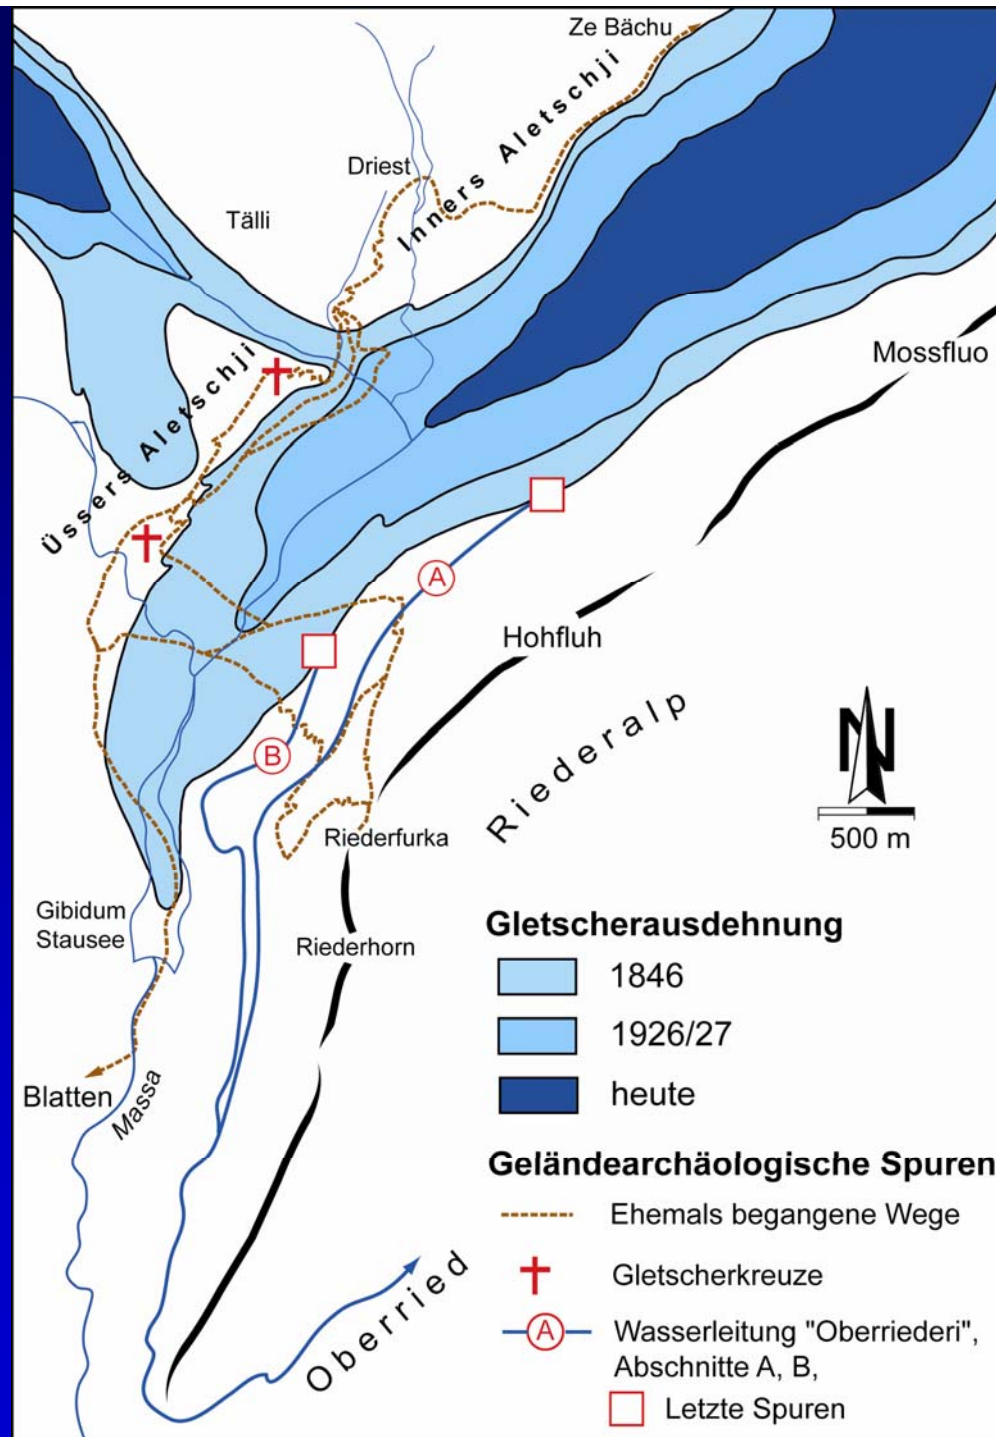 Ze Bächu
Inners Aletschji
Driest
Tälli
Mossfluo
Üssers Aletschji
A
Hohfluh
B
Riederalp
N
500 m
Riederfurka
Gibidum
Stausee
Riederhorn
Blatten
Massa
Oberried
Gletscherausdehnung
1846
1926/27
heute
Geländearchäologische Spuren
Ehemals begangene Wege
Gletscherkreuze
A
Wasserleitung "Oberriederi",
Abschnitte A, B,
Letzte Spuren